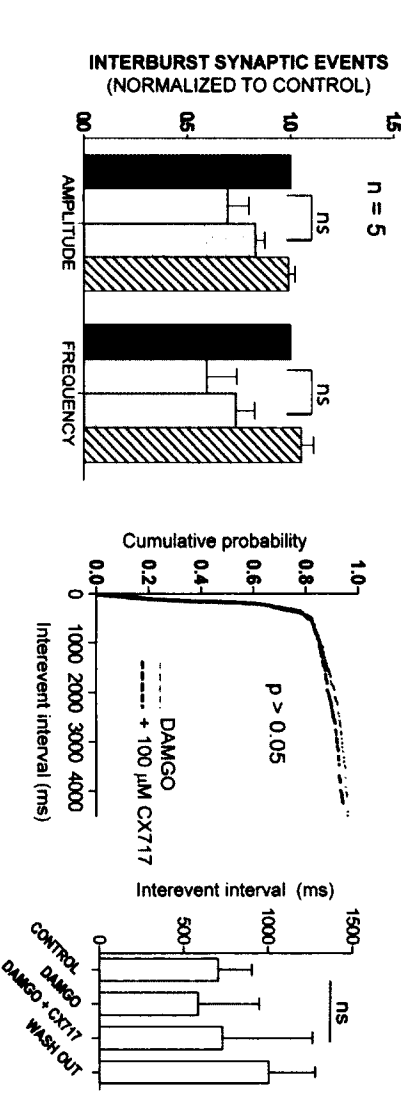 INTERBURST SYNAPTIC EVENTS
(NORMALIZED TO CONTROL)
1.5
1.0
0.5
0.0
n = 5
ns
ns
AMPLITUDE
FREQUENCY
Cumulative probability
1.0
0.8
0.6
0.4
0.2
0.0
p > 0.05
DAMGO
+ 100 µM CX717
0 1000 2000 3000 4000
Interevent interval (ms)
Interevent interval (ms)
1500
1000
500
0
ns
CONTROL
DAMGO
DAMGO + CX717
WASH OUT